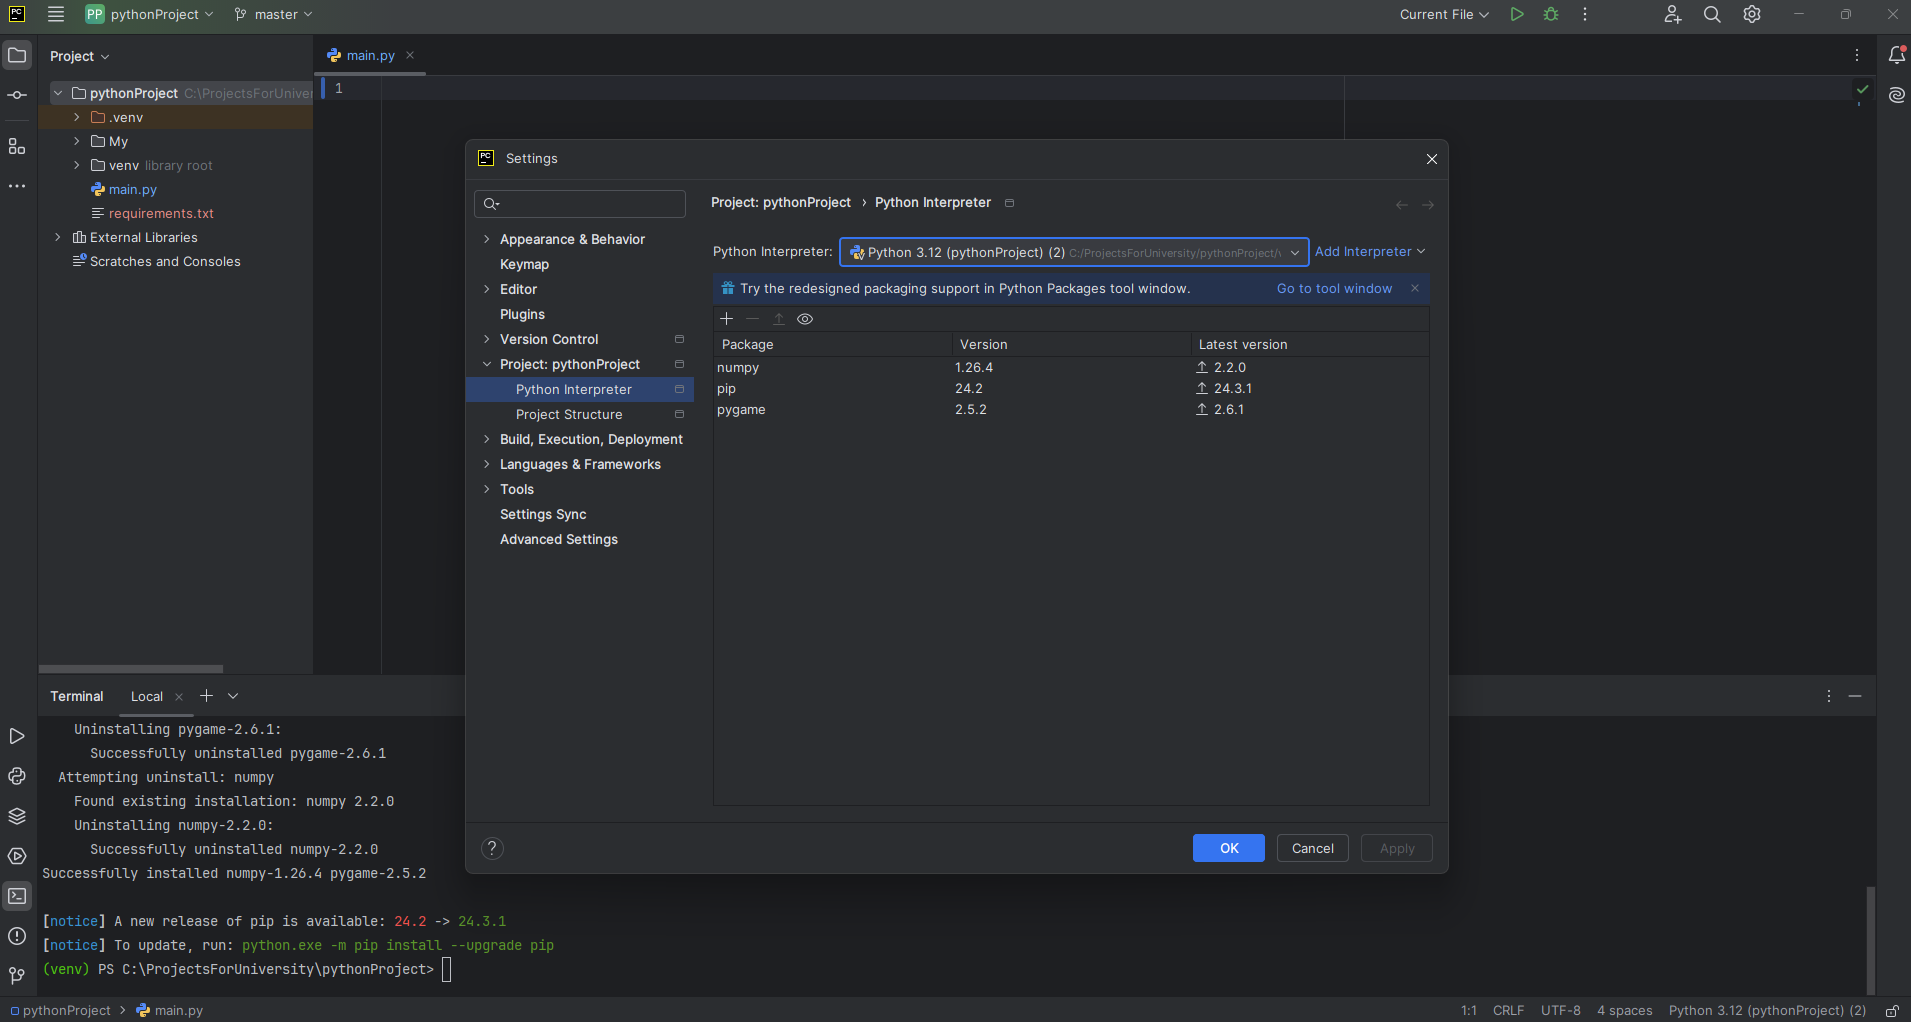 PC
PP pythonProject
master
Current File
Project
main.py
pythonProject C:\ProjectsForUniver
.venv
My
venv library root
main.py
requirements.txt
External Libraries
Scratches and Consoles
1
PC
Settings
Appearance & Behavior
Keymap
Editor
Plugins
Version Control
Project: pythonProject
Python Interpreter
Project Structure
Build, Execution, Deployment
Languages & Frameworks
Tools
Settings Sync
Advanced Settings
Project: pythonProject › Python Interpreter
Python Interpreter: Python 3.12 (pythonProject) (2) C:/ProjectsForUniversity/pythonProject/ Add Interpreter
Try the redesigned packaging support in Python Packages tool window. Go to tool window
Package Version Latest version
numpy 1.26.4 2.2.0
pip 24.2 24.3.1
pygame 2.5.2 2.6.1
? OK Cancel Apply
Terminal Local
Uninstalling pygame-2.6.1:
Successfully uninstalled pygame-2.6.1
Attempting uninstall: numpy
Found existing installation: numpy 2.2.0
Uninstalling numpy-2.2.0:
Successfully uninstalled numpy-2.2.0
Successfully installed numpy-1.26.4 pygame-2.5.2
[notice] A new release of pip is available: 24.2 -> 24.3.1
[notice] To update, run: python.exe -m pip install --upgrade pip
(venv) PS C:\ProjectsForUniversity\pythonProject>
pythonProject > main.py
1:1 CRLF UTF-8 4 spaces Python 3.12 (pythonProject) (2)